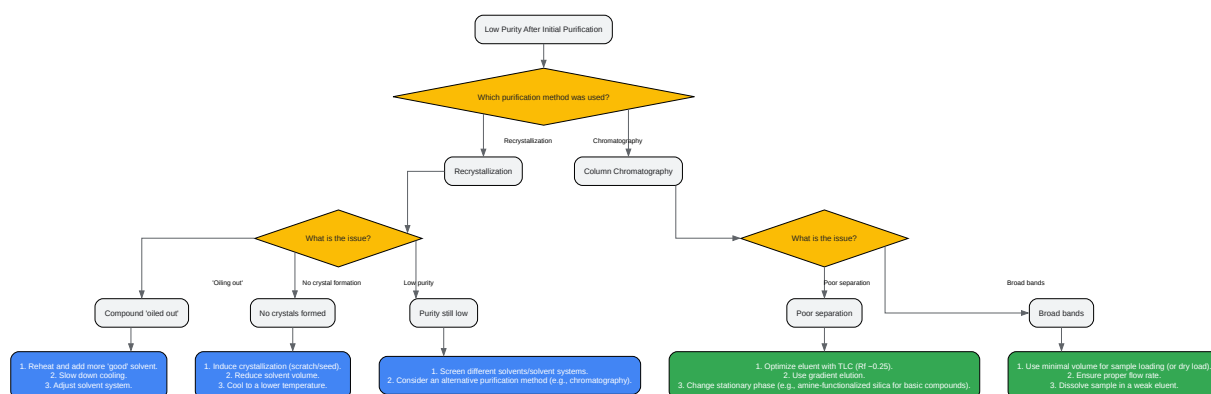 Low Purity After Initial Purification
Which purification method was used?
Recrystallization
Chromatography
Recrystallization
Column Chromatography
What is the issue?
What is the issue?
'Oiling out'
No crystal formation
Low purity
Poor separation
Broad bands
Compound 'oiled out'
No crystals formed
Purity still low
Poor separation
Broad bands
1. Reheat and add more 'good' solvent.
2. Slow down cooling.
3. Adjust solvent system.
1. Induce crystallization (scratch/seed).
2. Reduce solvent volume.
3. Cool to a lower temperature.
1. Screen different solvents/solvent systems.
2. Consider an alternative purification method (e.g., chromatography).
1. Optimize eluent with TLC (Rf ~0.25).
2. Use gradient elution.
3. Change stationary phase (e.g., amine-functionalized silica for basic compounds).
1. Use minimal volume for sample loading (or dry load).
2. Ensure proper flow rate.
3. Dissolve sample in a weak eluent.